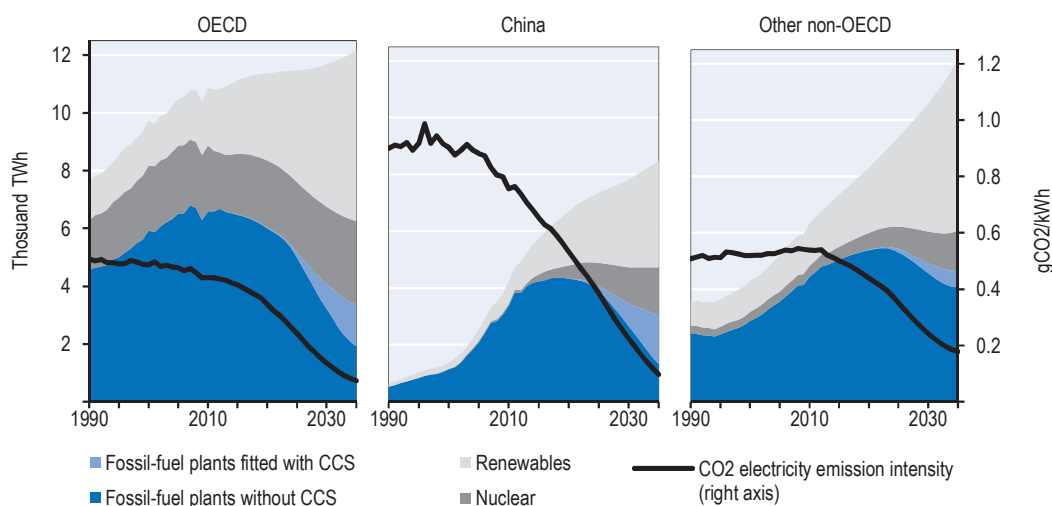 OECD
China
Other non-OECD
Thosuand TWh
12
10
8
6
4
2
1.2
1.0
0.8
0.6
0.4
0.2
gCO2/kWh
1990
2010
2030
1990
2010
2030
1990
2010
2030
Fossil-fuel plants fitted with CCS
Renewables
CO2 electricity emission intensity
(right axis)
Fossil-fuel plants without CCS
Nuclear